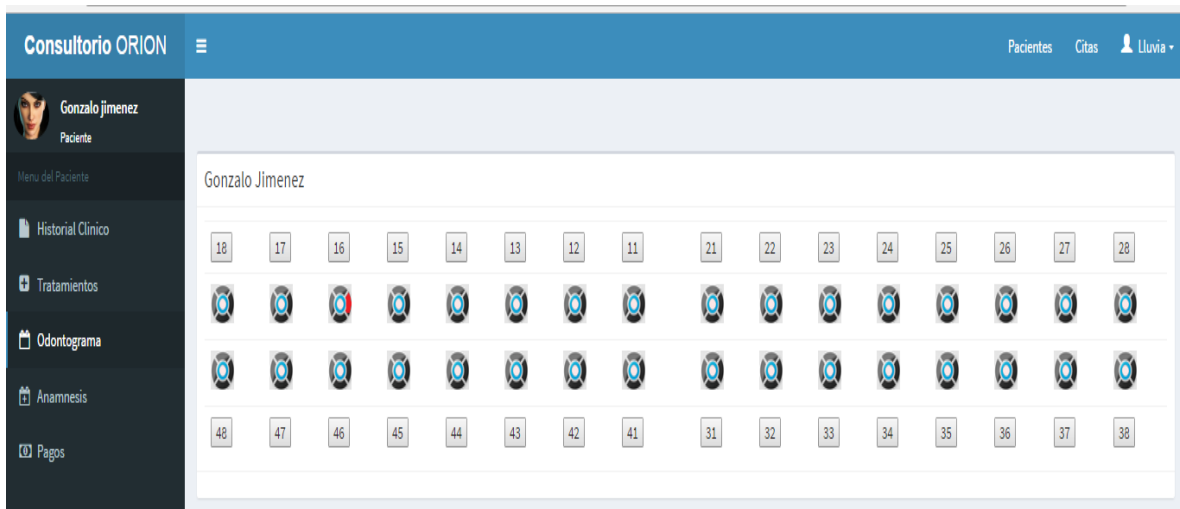 Consultorio ORION
Pacientes Citas Lluvia
Gonzalo jimenez
Paciente
Menu del Paciente
Historial Clinico
Tratamientos
Odontograma
Anamnesis
Pagos
Gonzalo Jimenez
18 17 16 15 14 13 12 11 21 22 23 24 25 26 27 28
48 47 46 45 44 43 42 41 31 32 33 34 35 36 37 38